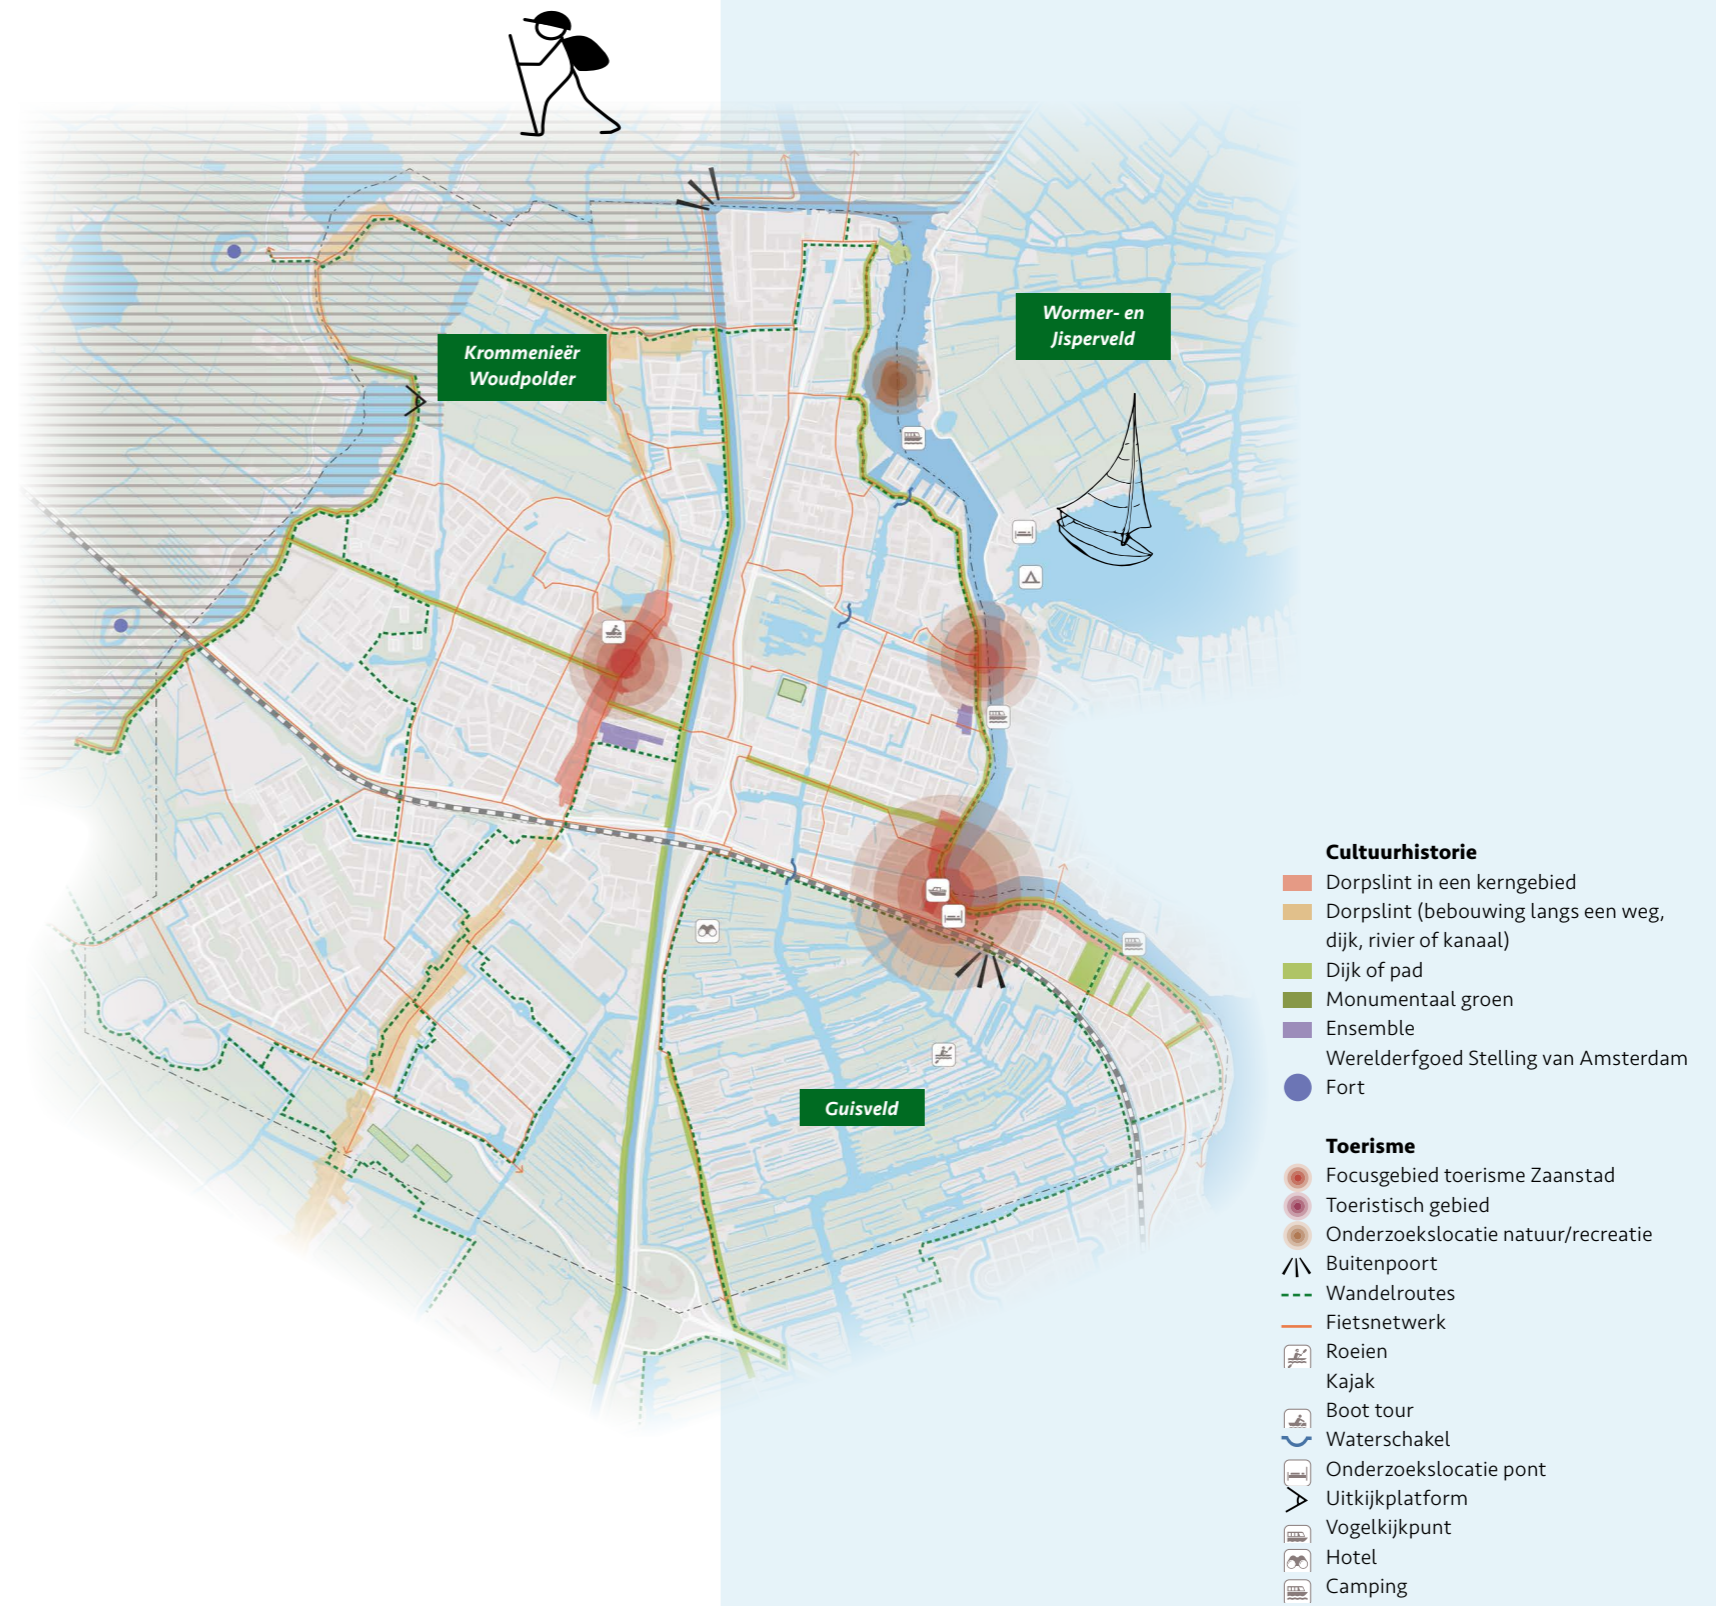 Krommenieër
Woudpolder
Wormer- en
Jisperveld
Guisveld
Cultuurhistorie
Dorpslint in een kerngebied
Dorpslint (bebouwing langs een weg,
dijk, rivier of kanaal)
Dijk of pad
Monumentaal groen
Ensemble
Werelderfgoed Stelling van Amsterdam
Fort
Toerisme
Focusgebied toerisme Zaanstad
Toeristisch gebied
Onderzoekslocatie natuur/recreatie
Buitenpoort
Wandelroutes
Fietsnetwerk
Roeien
Kajak
Boot tour
Waterschakel
Onderzoekslocatie pont
Uitkijkplatform
Vogelkijkpunt
Hotel
Camping